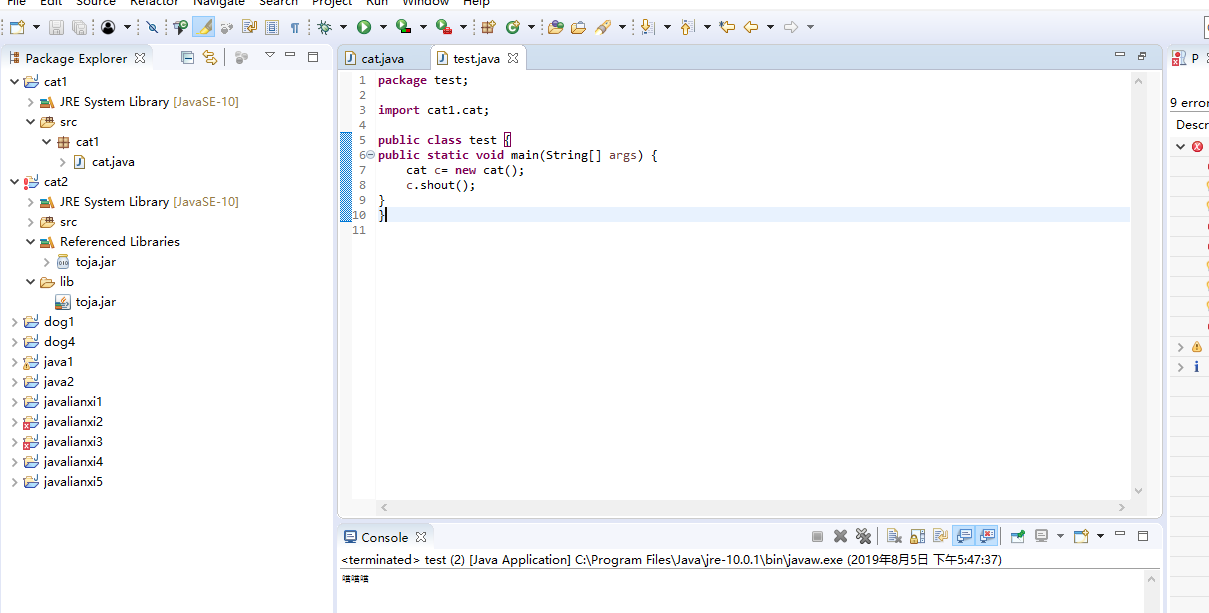 File Edit Source Refactor Navigate Search Project Run Window Help
Package Explorer
cat1
JRE System Library [JavaSE-10]
src
cat1
cat.java
cat2
JRE System Library [JavaSE-10]
src
Referenced Libraries
toja.jar
lib
toja.jar
dog1
dog4
java1
java2
javalianxi1
javalianxi2
javalianxi3
javalianxi4
javalianxi5
cat.java
test.java
1 package test;
2
3 import cat1.cat;
4
5 public class test {
6 public static void main(String[] args) {
7 cat c= new cat();
8 c.shout();
9 }
10 }
11
Console
<terminated> test (2) [Java Application] C:\Program Files\Java\jre-10.0.1\bin\javaw.exe (2019年8月5日 下午5:47:37)
P
9 error
Descr